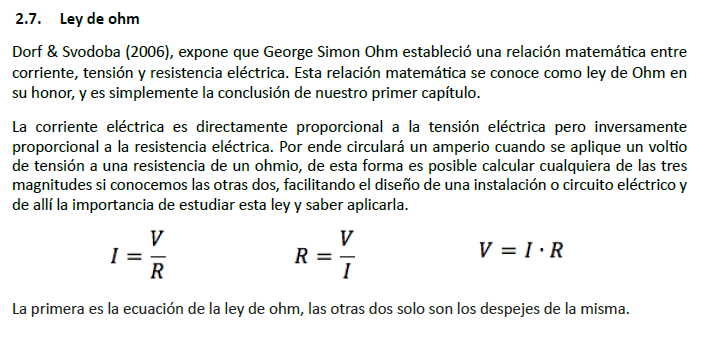 2.7. Ley de ohm
Dorf & Svodoba (2006), expone que George Simon Ohm estableció una relación matemática entre
corriente, tensión y resistencia eléctrica. Esta relación matemática se conoce como ley de Ohm en
su honor, y es simplemente la conclusión de nuestro primer capítulo.
La corriente eléctrica es directamente proporcional a la tensión eléctrica pero inversamente
proporcional a la resistencia eléctrica. Por ende circulará un amperio cuando se aplique un voltio
de tensión a una resistencia de un ohmio, de esta forma es posible calcular cualquiera de las tres
magnitudes si conocemos las otras dos, facilitando el diseño de una instalación o circuito eléctrico y
de allí la importancia de estudiar esta ley y saber aplicarla.
I = V/R R = V/I V = I · R
La primera es la ecuación de la ley de ohm, las otras dos solo son los despejes de la misma.